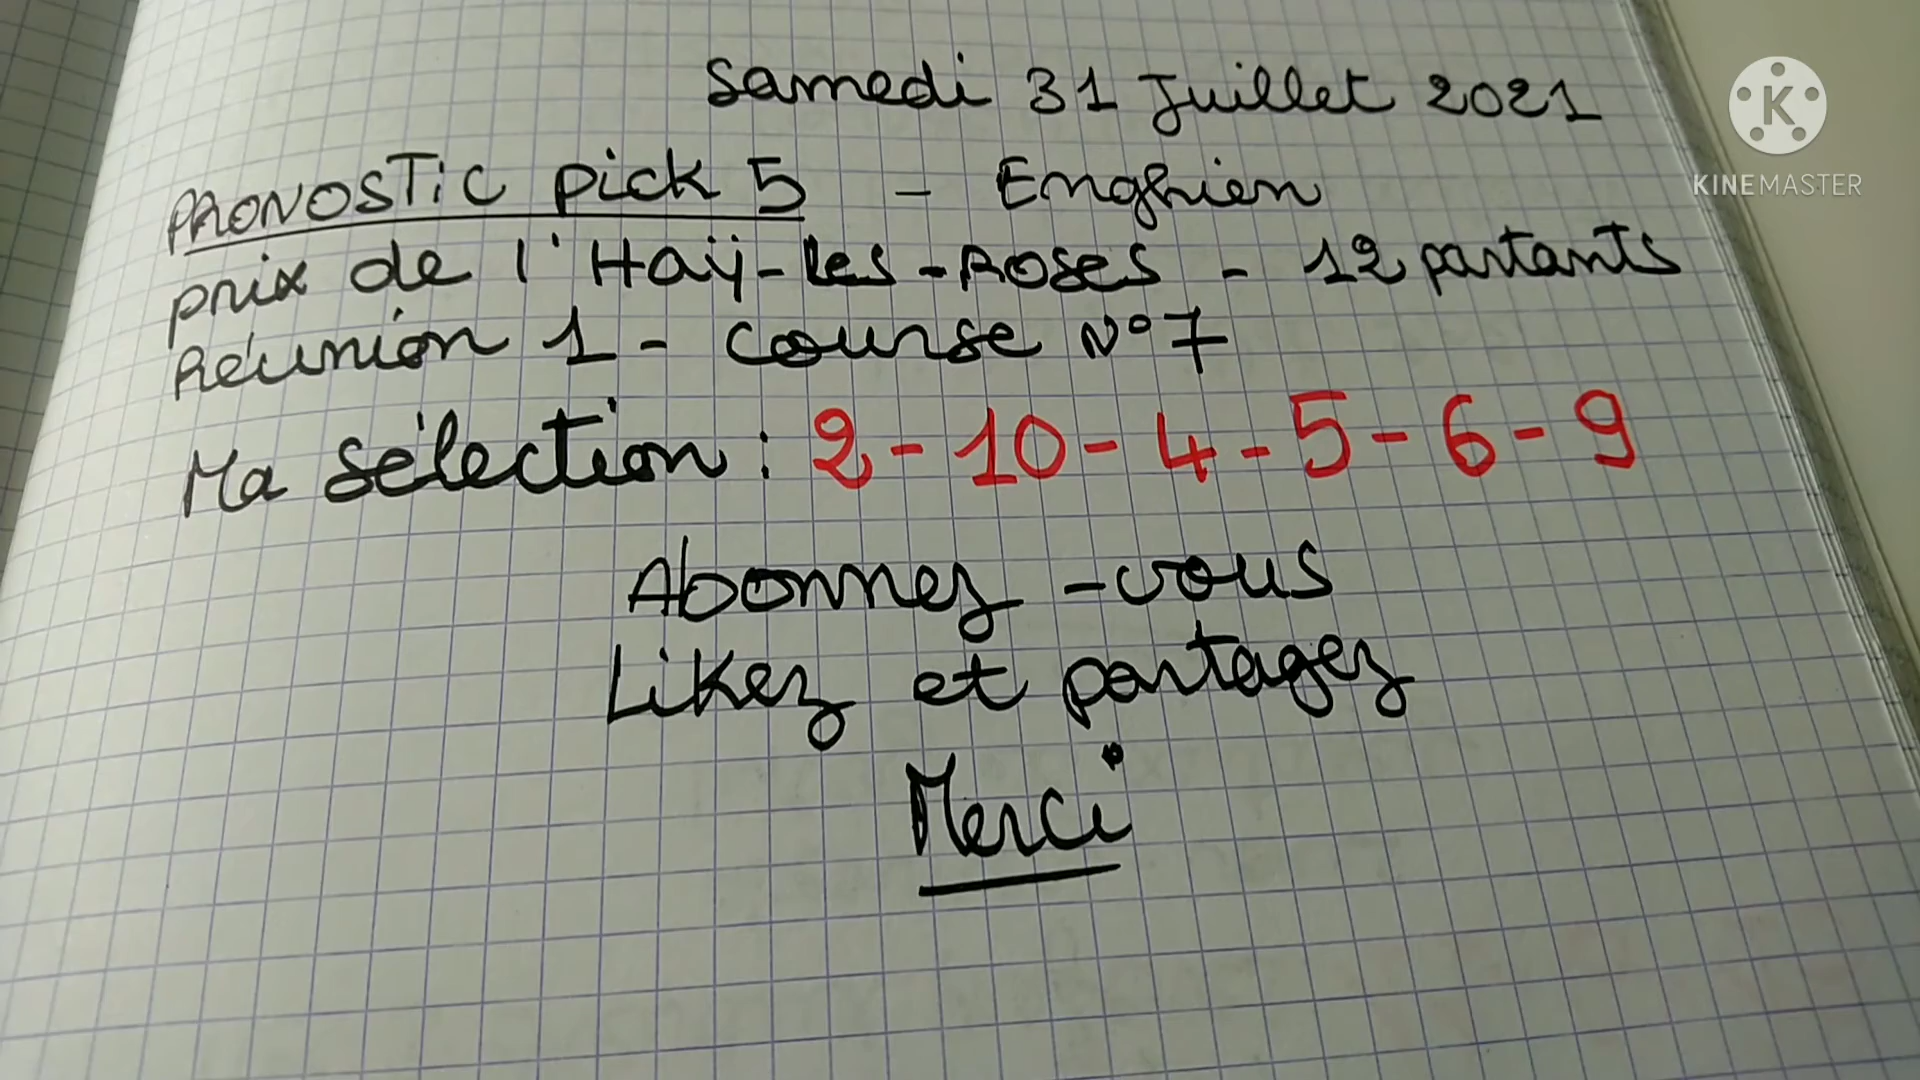 Samedi 31 Juillet 2021
K
KINEMASTER
PRONOSTIC pick 5 - Enghien
prix de l'Haÿ-les-Roses - 12 partants
Réunion 1 - course N°7
Ma sélection : 2 - 10 - 4 - 5 - 6 - 9
Abonnez-vous
Likez et partagez
Merci